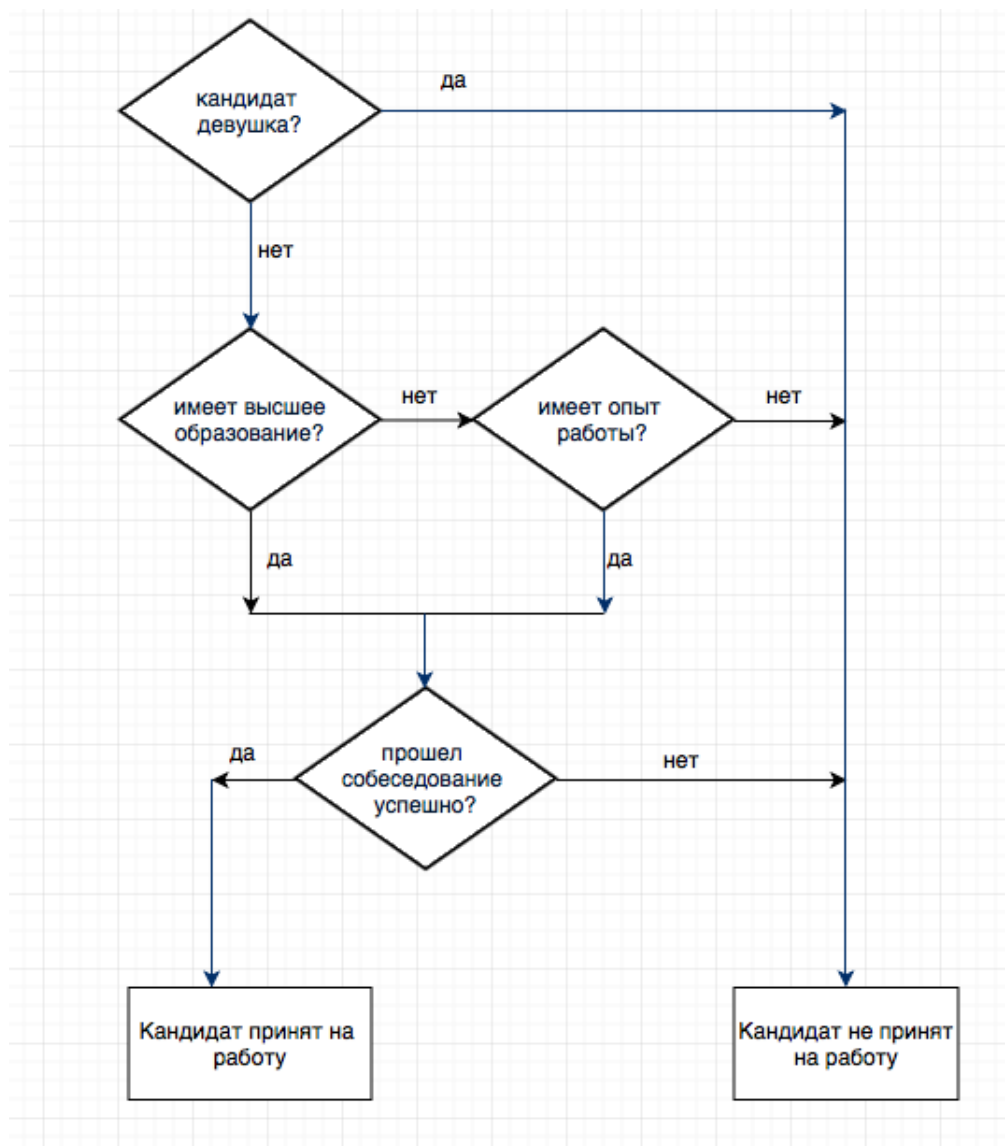 да
кандидат
девушка?
нет
имеет высшее
образование?
нет
имеет опыт
работы?
нет
да
да
прошел
собеседование
успешно?
да
нет
Кандидат принят на
работу
Кандидат не принят
на работу